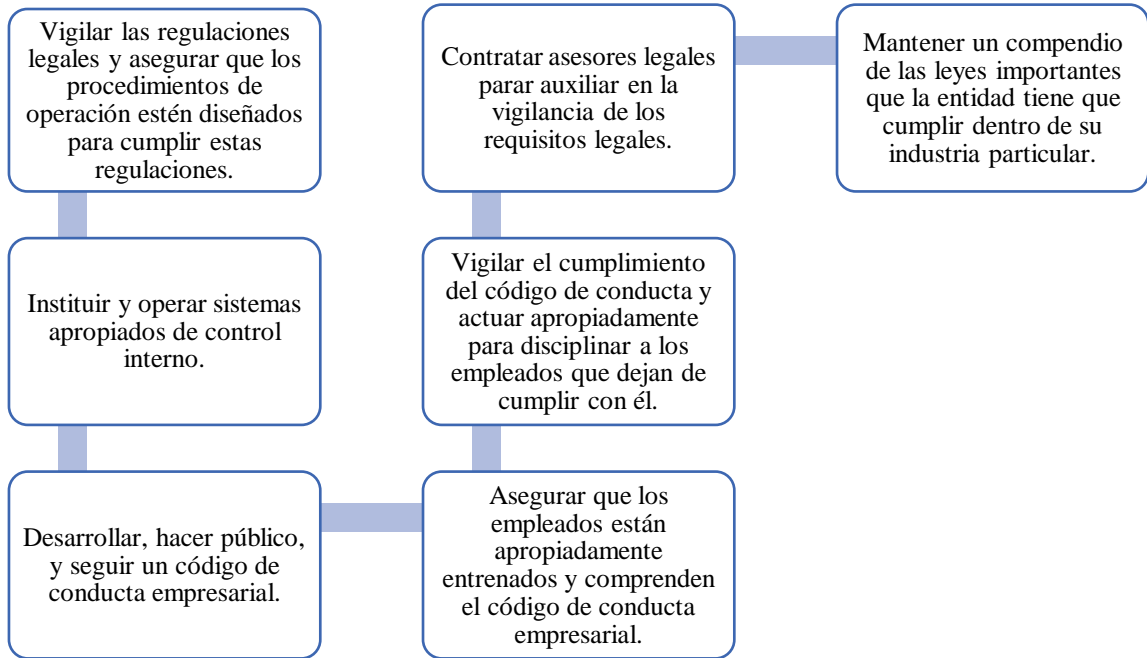 Vigilar las regulaciones
legales y asegurar que los
procedimientos de
operación estén diseñados
para cumplir estas
regulaciones.
Instituir y operar sistemas
apropiados de control
interno.
Desarrollar, hacer público,
y seguir un código de
conducta empresarial.
Asegurar que los
empleados están
apropiadamente
entrenados y comprenden
el código de conducta
empresarial.
Vigilar el cumplimiento
del código de conducta y
actuar apropiadamente
para disciplinar a los
empleados que dejan de
cumplir con él.
Contratar asesores legales
parar auxiliar en la
vigilancia de los
requisitos legales.
Mantener un compendio
de las leyes importantes
que la entidad tiene que
cumplir dentro de su
industria particular.